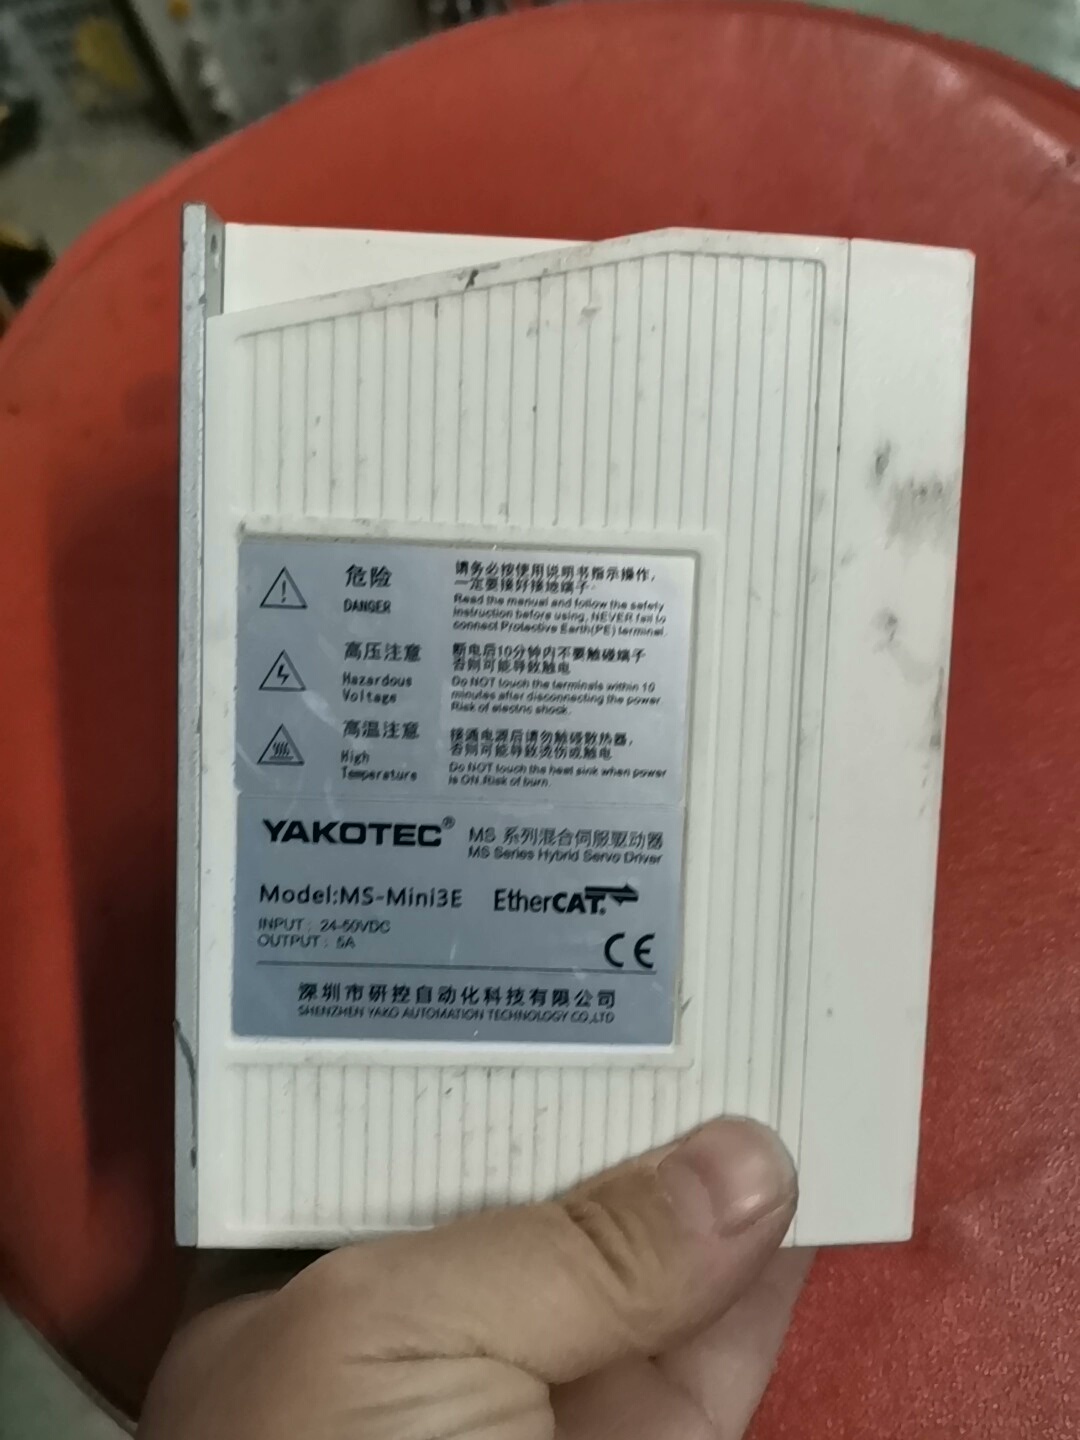 危险
DANGER
请务必按使用说明书指示操作,
一定要接好接地端子.
Read the manual and follow the safety
instruction before using, NEVER fail to
connect Protective Earth(PE) terminal.
高压注意
Hazardous
Voltage
断电后10分钟内不要触碰端子
否则可能导致触电
Do NOT touch the terminals within 10
minutes after disconnecting the power.
Risk of electric shock.
高温注意
High
Temperature
接通电源后请勿触碰散热器,
否则可能导致烫伤或触电
Do NOT touch the heat sink when power
is ON.Risk of burn.
YAKOTEC®
MS 系列混合伺服驱动器
MS Series Hybrid Servo Driver
Model:MS-Mini3E
EtherCAT.
INPUT : 24-50VDC
OUTPUT : 5A
CE
深圳市研控自动化科技有限公司
SHENZHEN YAKO AUTOMATION TECHNOLOGY CO.,LTD